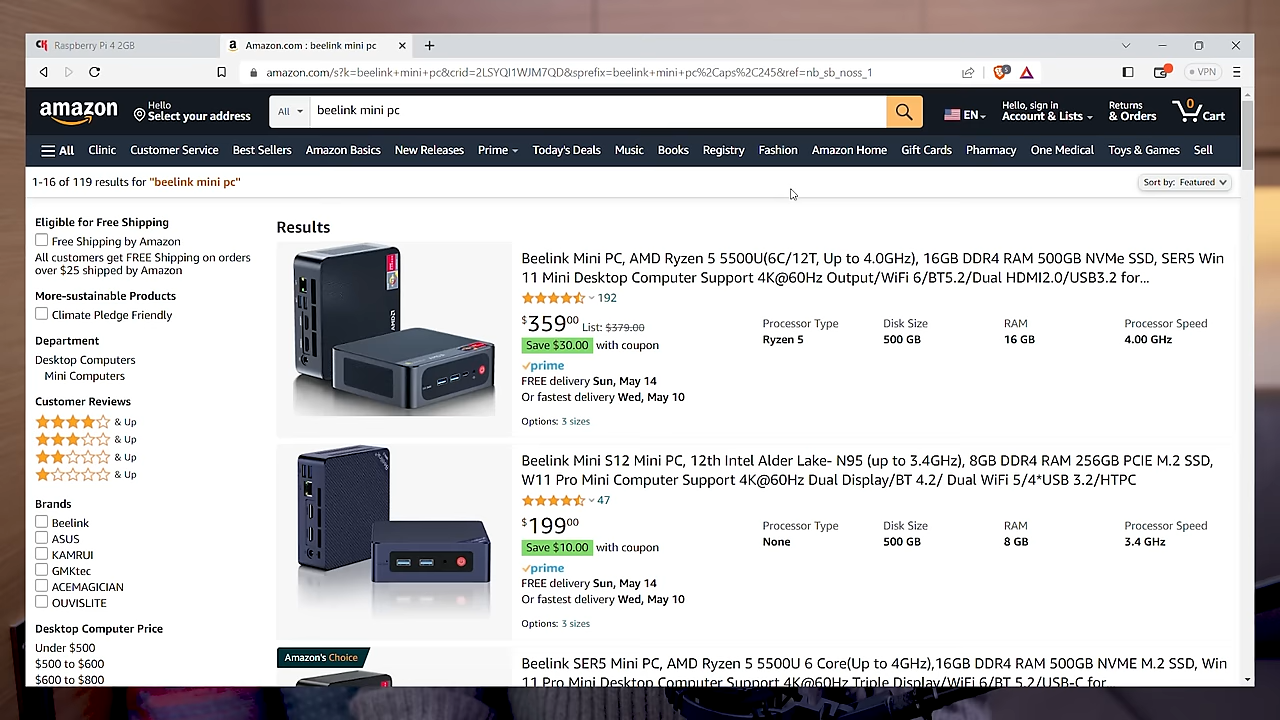 Raspberry Pi 4 2GB
Amazon.com : beelink mini pc
amazon.com/s?k=beelink+mini+pc&crid=2LSYQI1WJM7QD&sprefix=beelink+mini+pc%2Caps%2C245&ref=nb_sb_noss_1
VPN
amazon
Hello
Select your address
All
beelink mini pc
EN
Hello, sign in
Account & Lists
Returns
& Orders
0
Cart
All
Clinic
Customer Service
Best Sellers
Amazon Basics
New Releases
Prime
Today's Deals
Music
Books
Registry
Fashion
Amazon Home
Gift Cards
Pharmacy
One Medical
Toys & Games
Sell
1-16 of 119 results for "beelink mini pc"
Sort by: Featured
Eligible for Free Shipping
Free Shipping by Amazon
All customers get FREE Shipping on orders
over $25 shipped by Amazon
More-sustainable Products
Climate Pledge Friendly
Department
Desktop Computers
Mini Computers
Customer Reviews
& Up
& Up
& Up
& Up
Brands
Beelink
ASUS
KAMRUI
GMKtec
ACEMAGICIAN
OUVISLITE
Desktop Computer Price
Under $500
$500 to $600
$600 to $800
Results
Beelink Mini PC, AMD Ryzen 5 5500U(6C/12T, Up to 4.0GHz), 16GB DDR4 RAM 500GB NVMe SSD, SER5 Win
11 Mini Desktop Computer Support 4K@60Hz Output/WiFi 6/BT5.2/Dual HDMI2.0/USB3.2 for...
192
$359.00 List: $379.00
Save $30.00 with coupon
prime
FREE delivery Sun, May 14
Or fastest delivery Wed, May 10
Options: 3 sizes
Processor Type
Ryzen 5
Disk Size
500 GB
RAM
16 GB
Processor Speed
4.00 GHz
Beelink Mini S12 Mini PC, 12th Intel Alder Lake- N95 (up to 3.4GHz), 8GB DDR4 RAM 256GB PCIE M.2 SSD,
W11 Pro Mini Computer Support 4K@60Hz Dual Display/BT 4.2/ Dual WiFi 5/4*USB 3.2/HTPC
47
$199.00
Save $10.00 with coupon
prime
FREE delivery Sun, May 14
Or fastest delivery Wed, May 10
Options: 3 sizes
Processor Type
None
Disk Size
500 GB
RAM
8 GB
Processor Speed
3.4 GHz
Amazon's Choice
Beelink SER5 Mini PC, AMD Ryzen 5 5500U 6 Core(Up to 4GHz),16GB DDR4 RAM 500GB NVME M.2 SSD, Win
11 Pro Mini Desktop Computer Support 4K@60Hz Triple Display/WiFi 6/BT 5.2/USB-C for